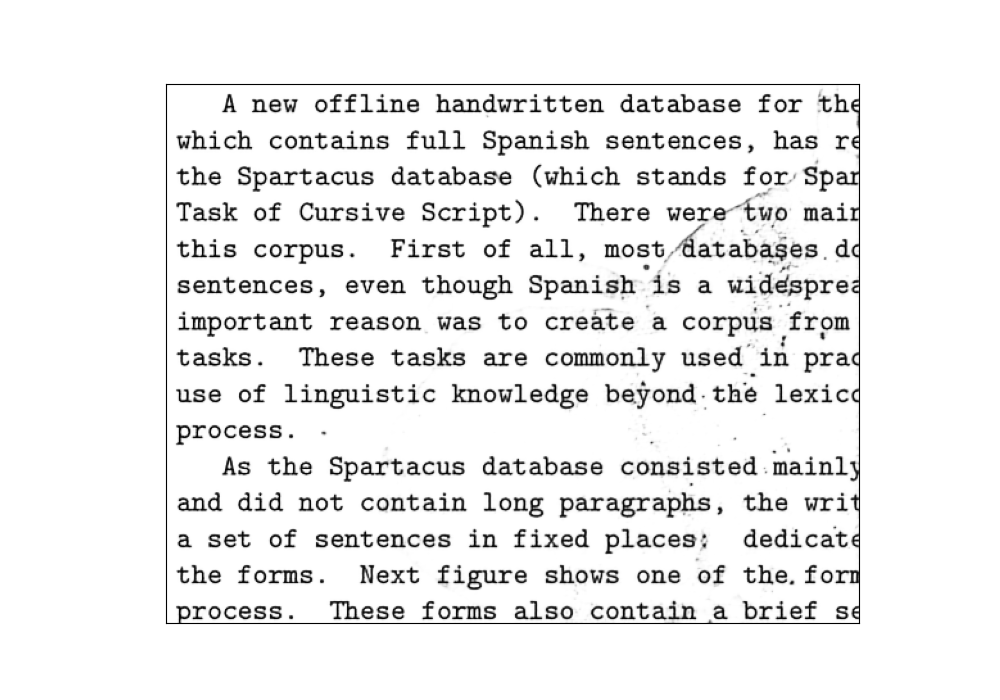 A new offline handwritten database for the
which contains full Spanish sentences, has re
the Spartacus database (which stands for Span
Task of Cursive Script). There were two main
this corpus. First of all, most databases do
sentences, even though Spanish is a widesprea
important reason was to create a corpus from
tasks. These tasks are commonly used in prac
use of linguistic knowledge beyond the lexico
process.
As the Spartacus database consisted mainly
and did not contain long paragraphs, the writ
a set of sentences in fixed places: dedicate
the forms. Next figure shows one of the form
process. These forms also contain a brief se